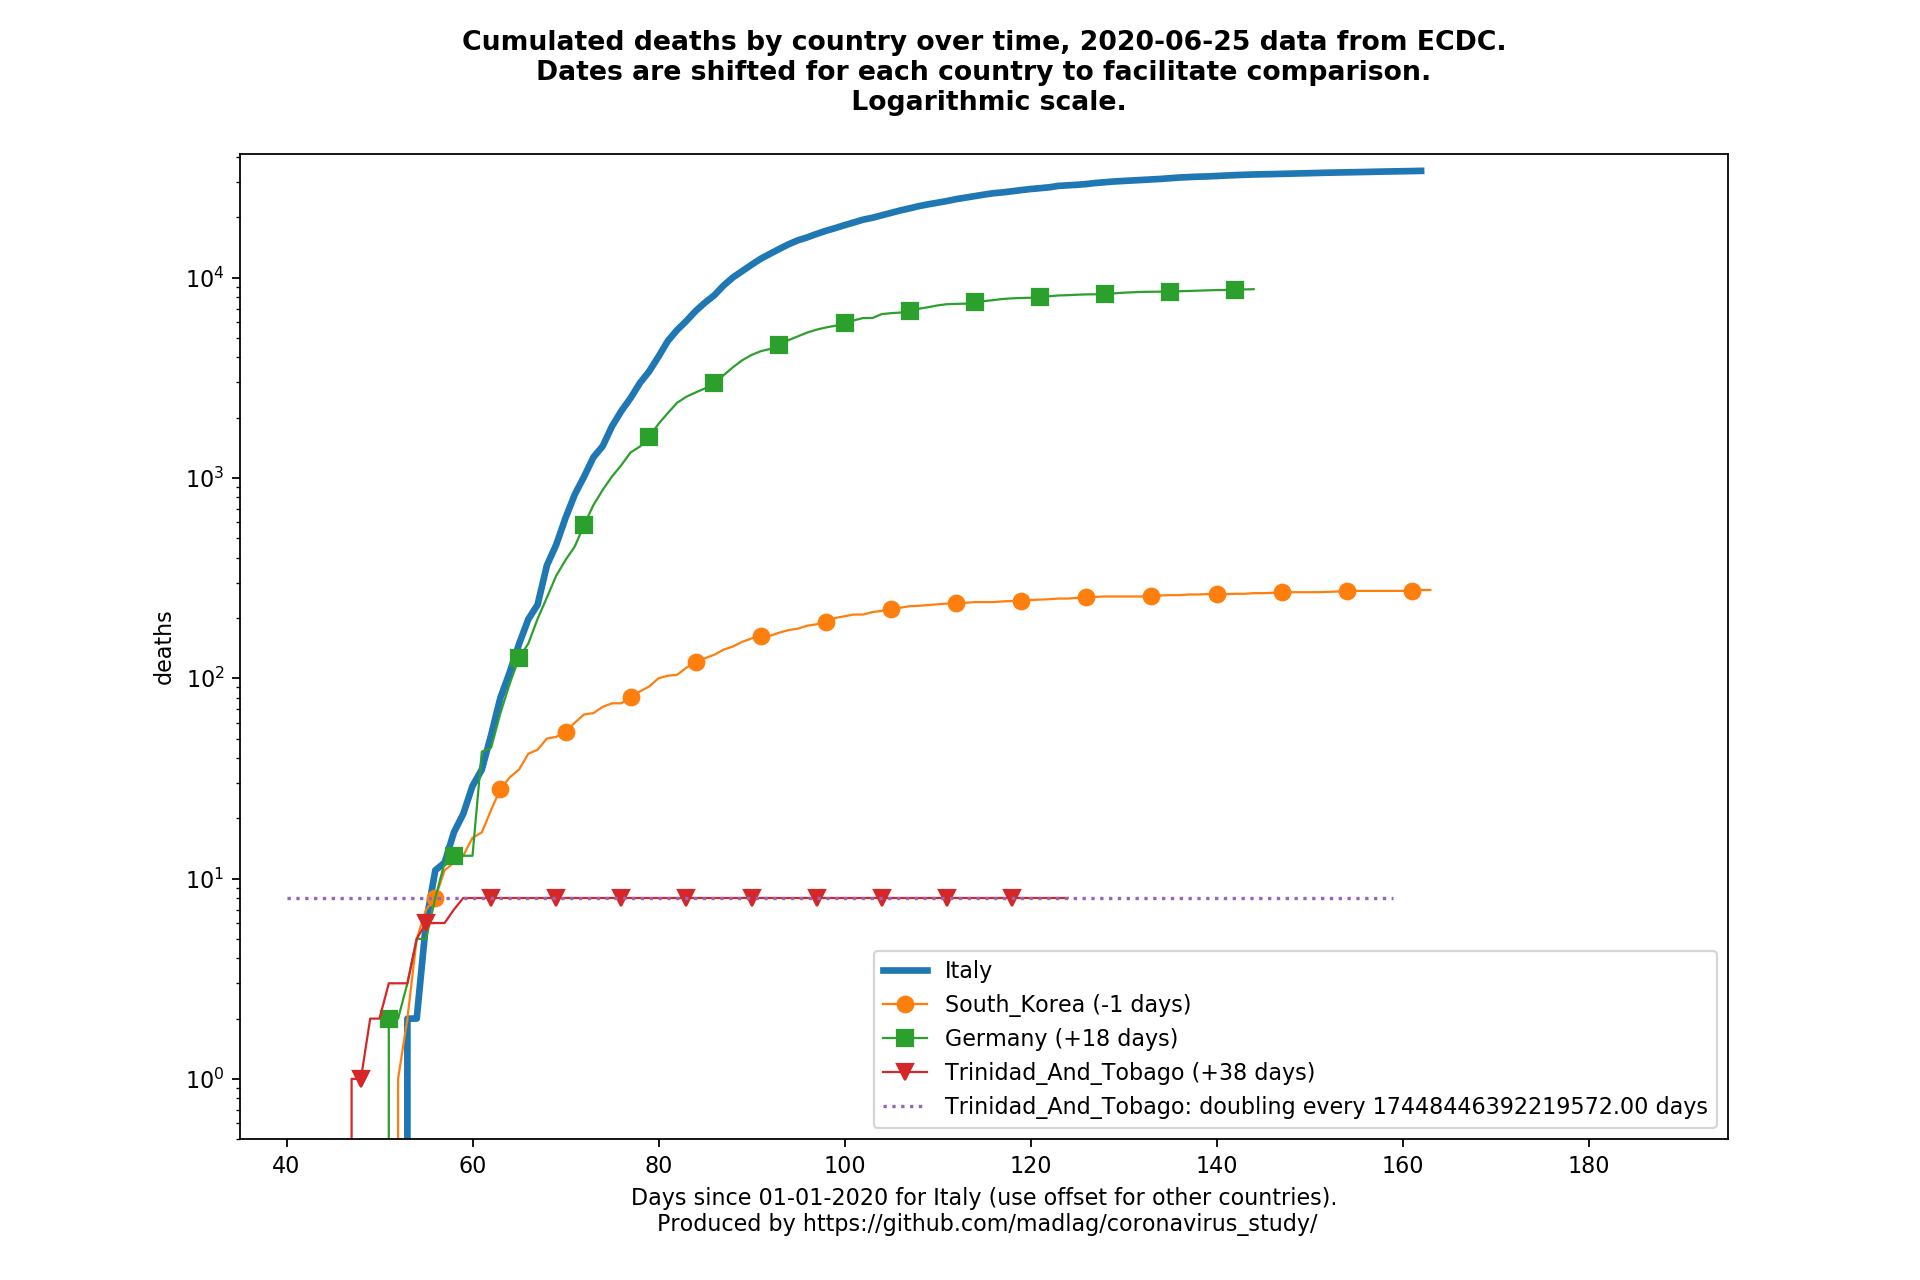 Cumulated deaths by country over time, 2020-06-25 data from ECDC.
Dates are shifted for each country to facilitate comparison.
Logarithmic scale.
10^4
10^3
10^2
10^1
10^0
deaths
Italy
South_Korea (-1 days)
Germany (+18 days)
Trinidad_And_Tobago (+38 days)
Trinidad_And_Tobago: doubling every 17448446392219572.00 days
40 60 80 100 120 140 160 180
Days since 01-01-2020 for Italy (use offset for other countries).
Produced by https://github.com/madlag/coronavirus_study/